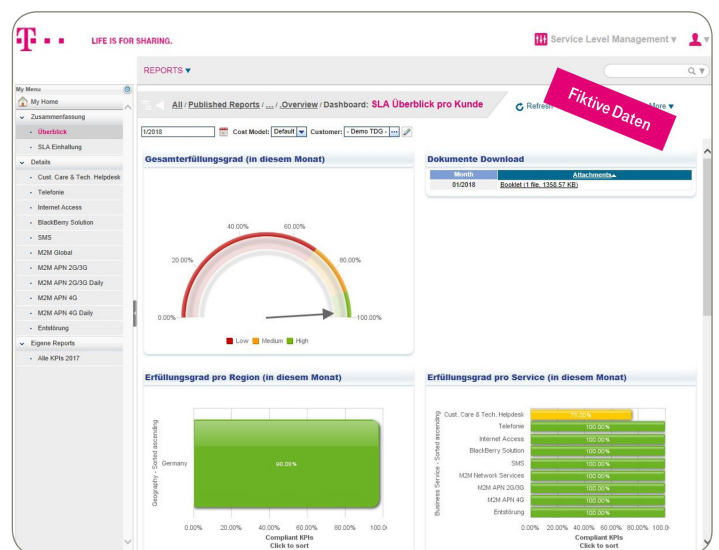 T
LIFE IS FOR SHARING.
Service Level Management
REPORTS
My Menu
My Home
Zusammenfassung
Überblick
SLA Einhaltung
Details
Cust. Care & Tech. Helpdesk
Telefonie
Internet Access
BlackBerry Solution
SMS
M2M Global
M2M APN 2G/3G
M2M APN 2G/3G Daily
M2M APN 4G
M2M APN 4G Daily
Entstörung
Eigene Reports
Alle KPIs 2017
All / Published Reports / ... / .Overview / Dashboard: SLA Überblick pro Kunde
Refresh
More
Fiktive Daten
1/2018 Cost Model: Default Customer: - Demo TDG - ...
Gesamterfüllungsgrad (in diesem Monat)
0.00%
20.00%
40.00%
60.00%
80.00%
100.00%
Low Medium High
Dokumente Download
Month Attachments
01/2018 Booklet (1 file, 1358.57 KB)
Erfüllungsgrad pro Region (in diesem Monat)
Geography - Sorted ascending
Germany
0.00% 20.00% 40.00% 60.00% 80.00% 100.0
Compliant KPIs
Click to sort
Erfüllungsgrad pro Service (in diesem Monat)
Business Service - Sorted ascending
Cust. Care & Tech. Helpdesk
Telefonie 100.00%
Internet Access 100.00%
BlackBerry Solution 100.00%
SMS 100.00%
M2M Network Services 100.00%
M2M APN 2G/3G 100.00%
M2M APN 4G 100.00%
Entstörung 100.00%
0.00% 20.00% 40.00% 60.00% 80.00% 100.0
Compliant KPIs
Click to sort